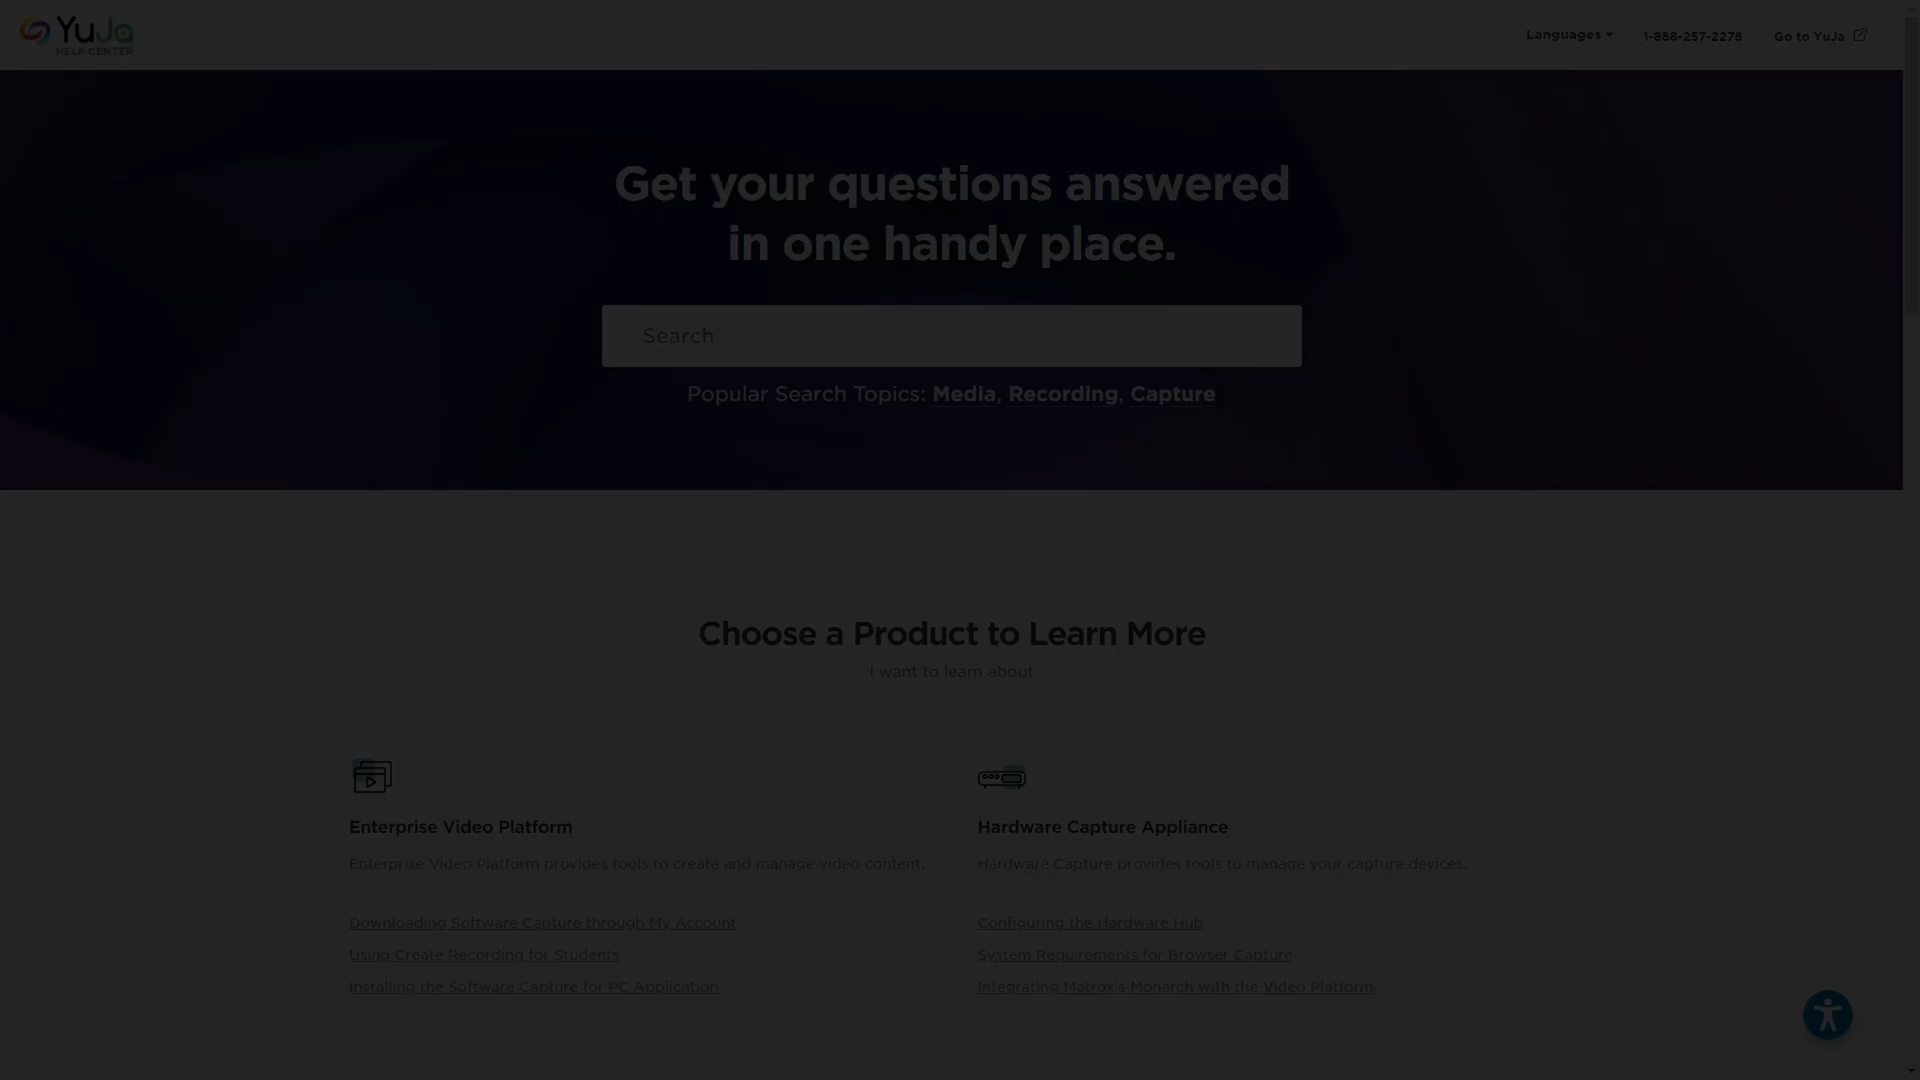 YuJa
HELP CENTER
Languages
1-888-257-2278
Go to YuJa
Get your questions answered
in one handy place.
Search
Popular Search Topics: Media, Recording, Capture
Choose a Product to Learn More
I want to learn about
Enterprise Video Platform
Enterprise Video Platform provides tools to create and manage video content.
Downloading Software Capture through My Account
Using Create Recording for Students
Installing the Software Capture for PC Application
Hardware Capture Appliance
Hardware Capture provides tools to manage your capture devices.
Configuring the Hardware Hub
System Requirements for Browser Capture
Integrating Matrox's Monarch with the Video Platform